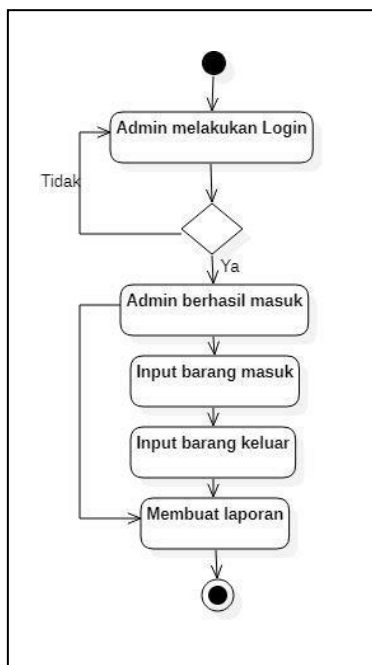 Admin melakukan Login
Tidak
Ya
Admin berhasil masuk
Input barang masuk
Input barang keluar
Membuat laporan